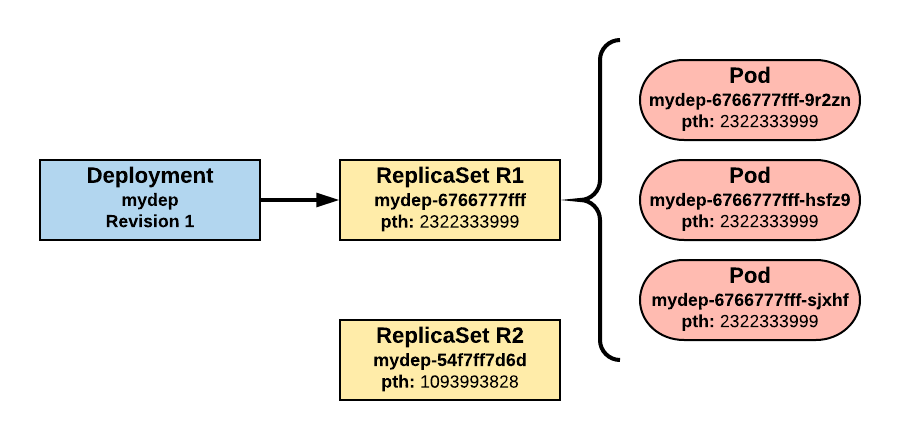 Deployment
mydep
Revision 1
ReplicaSet R1
mydep-6766777fff
pth: 2322333999
ReplicaSet R2
mydep-54f7ff7d6d
pth: 1093993828
Pod
mydep-6766777fff-9r2zn
pth: 2322333999
Pod
mydep-6766777fff-hsfz9
pth: 2322333999
Pod
mydep-6766777fff-sjxhf
pth: 2322333999